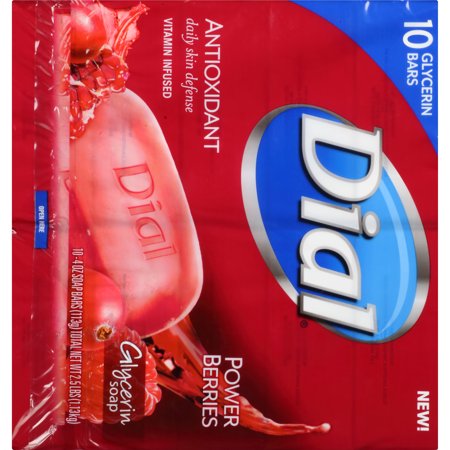 10 GLYCERIN
BARS
Dial®
NEW!
ANTIOXIDANT
daily skin defense
VITAMIN INFUSED
Dial
POWER
BERRIES
Glycerin
soap
10-4 OZ SOAP BARS (113g) TOTAL NET WT 2.5 LBS (1.13kg)
OPEN HERE